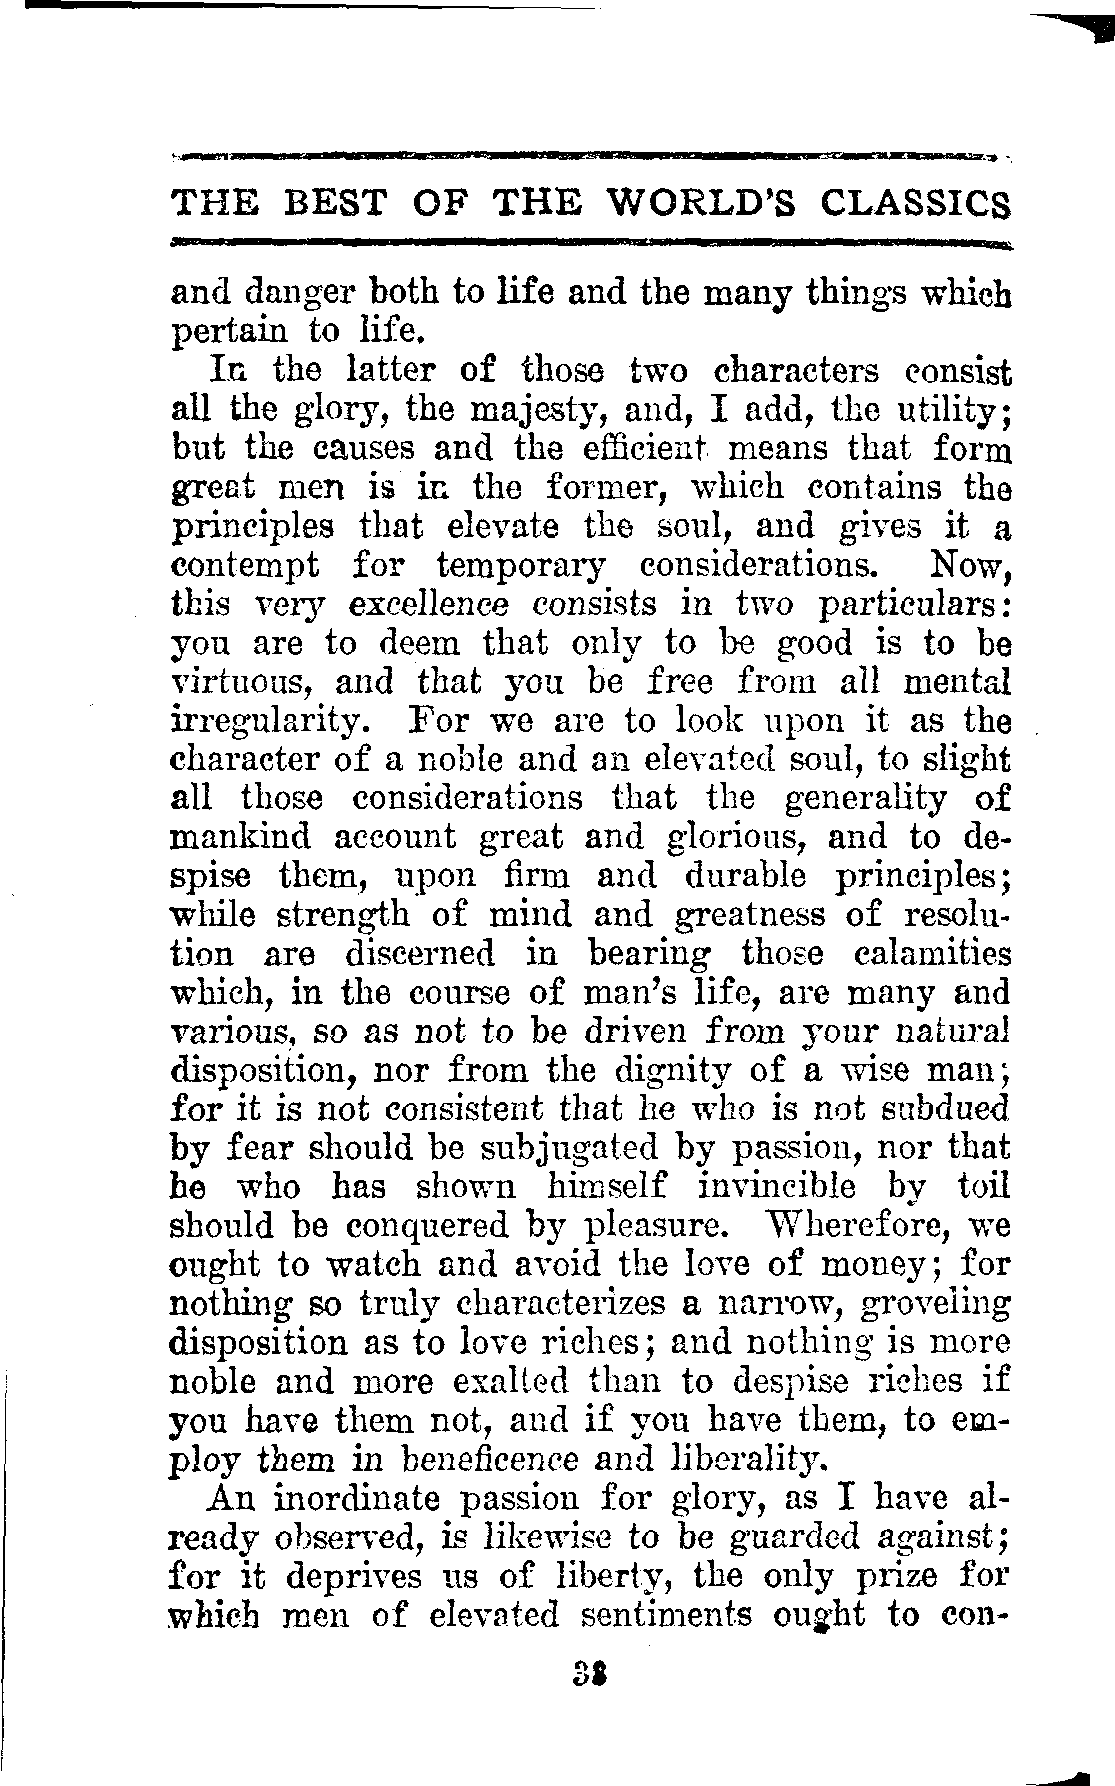 THE BEST OF THE WORLD'S CLASSICS
and danger both to life and the many things which
pertain to life.
In the latter of those two characters consist
all the glory, the majesty, and, I add, the utility;
but the causes and the efficient means that form
great men is in the former, which contains the
principles that elevate the soul, and gives it a
contempt for temporary considerations. Now,
this very excellence consists in two particulars:
you are to deem that only to be good is to be
virtuous, and that you be free from all mental
irregularity. For we are to look upon it as the
character of a noble and an elevated soul, to slight
all those considerations that the generality of
mankind account great and glorious, and to de-
spise them, upon firm and durable principles;
while strength of mind and greatness of resolu-
tion are discerned in bearing those calamities
which, in the course of man's life, are many and
various, so as not to be driven from your natural
disposition, nor from the dignity of a wise man;
for it is not consistent that he who is not subdued
by fear should be subjugated by passion, nor that
he who has shown himself invincible by toil
should be conquered by pleasure. Wherefore, we
ought to watch and avoid the love of money; for
nothing so truly characterizes a narrow, groveling
disposition as to love riches; and nothing is more
noble and more exalted than to despise riches if
you have them not, and if you have them, to em-
ploy them in beneficence and liberality.
An inordinate passion for glory, as I have al-
ready observed, is likewise to be guarded against;
for it deprives us of liberty, the only prize for
which men of elevated sentiments ought to con-